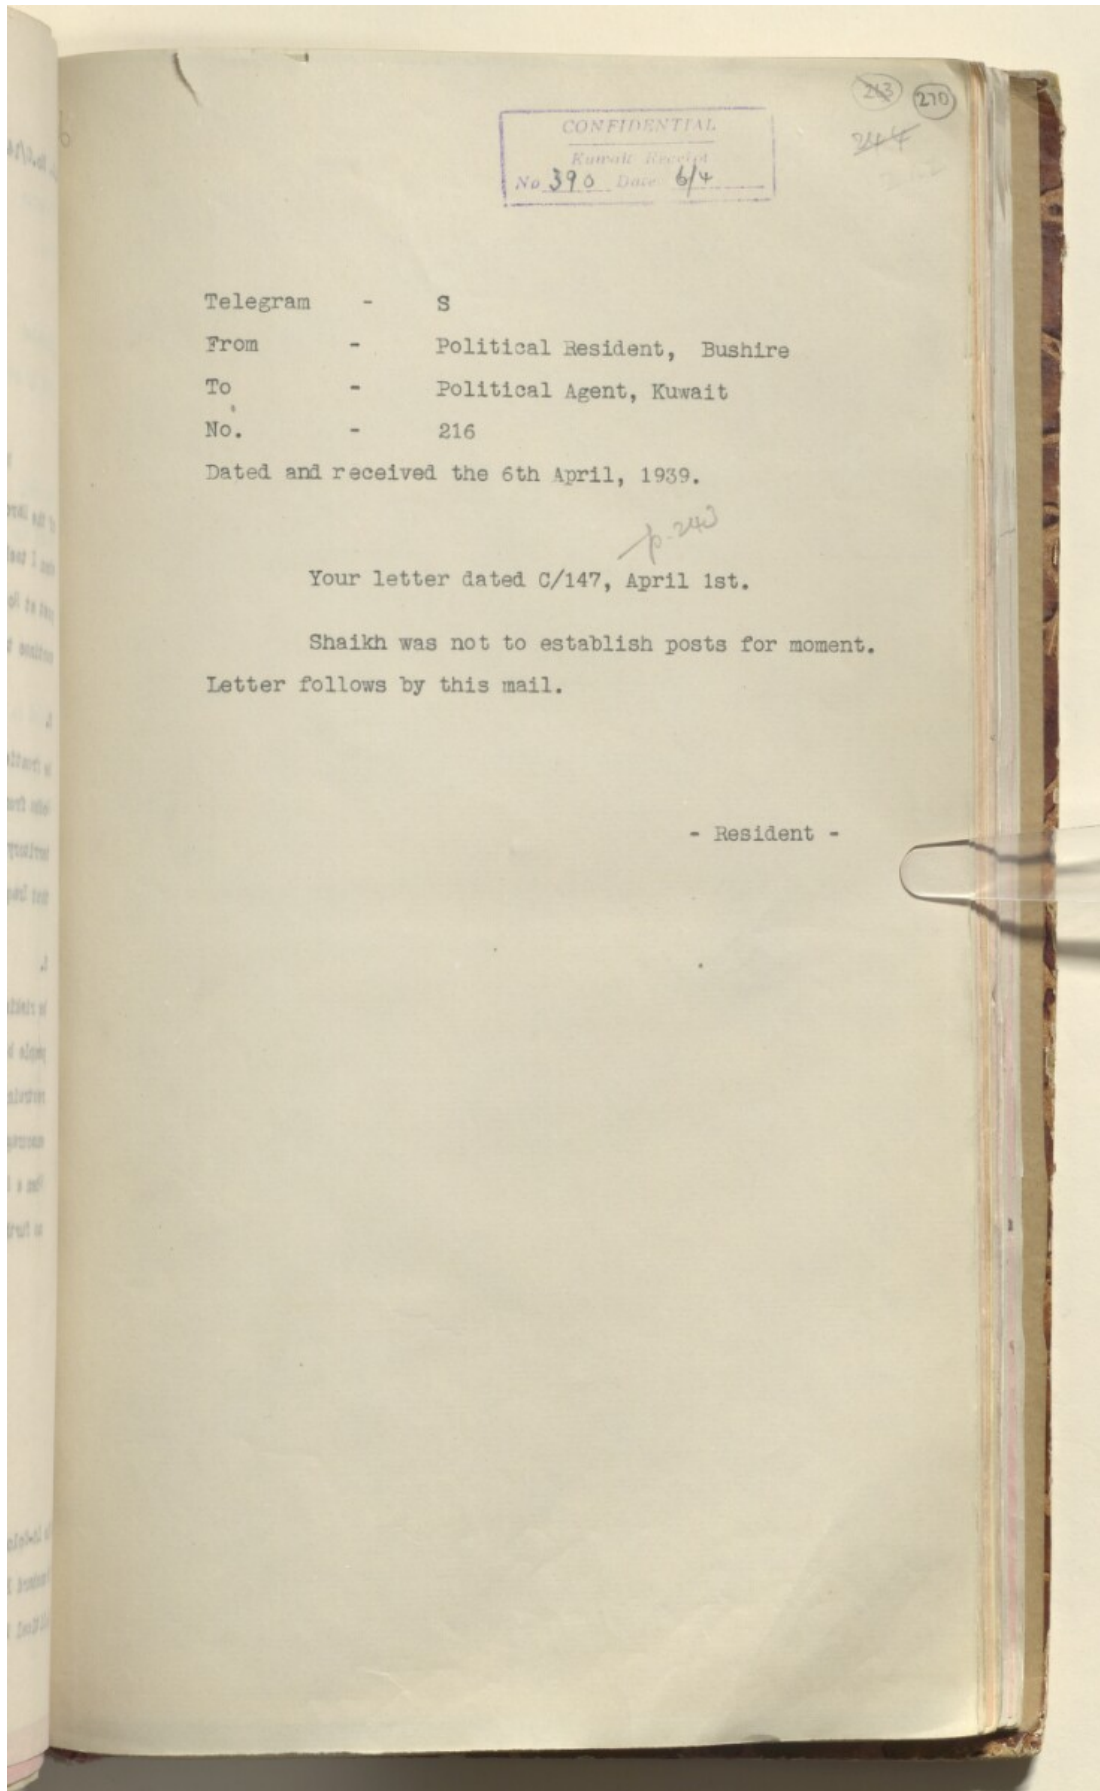 263 270
244
CONFIDENTIAL
Kuwait Receipt
No 390 Date 6/4
Telegram - S
From - Political Resident, Bushire
To - Political Agent, Kuwait
No. - 216
Dated and received the 6th April, 1939.
p. 243
Your letter dated C/147, April 1st.
Shaikh was not to establish posts for moment.
Letter follows by this mail.
- Resident -